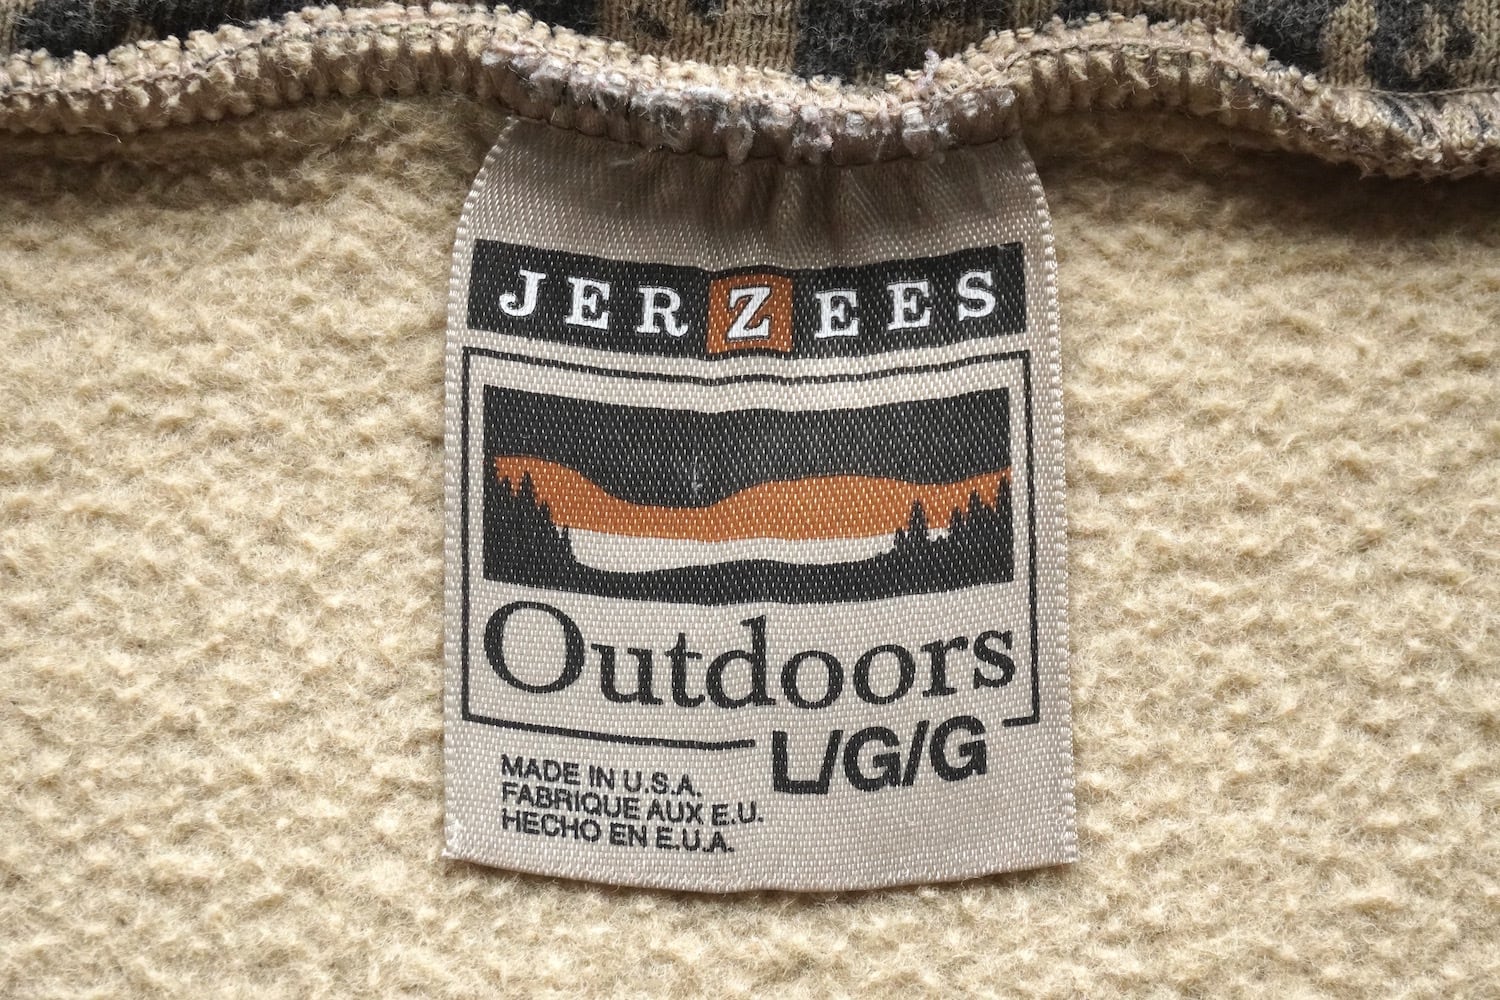 JERZEES
Outdoors
L/G/G
MADE IN U.S.A.
FABRIQUE AUX E.U.
HECHO EN E.U.A.